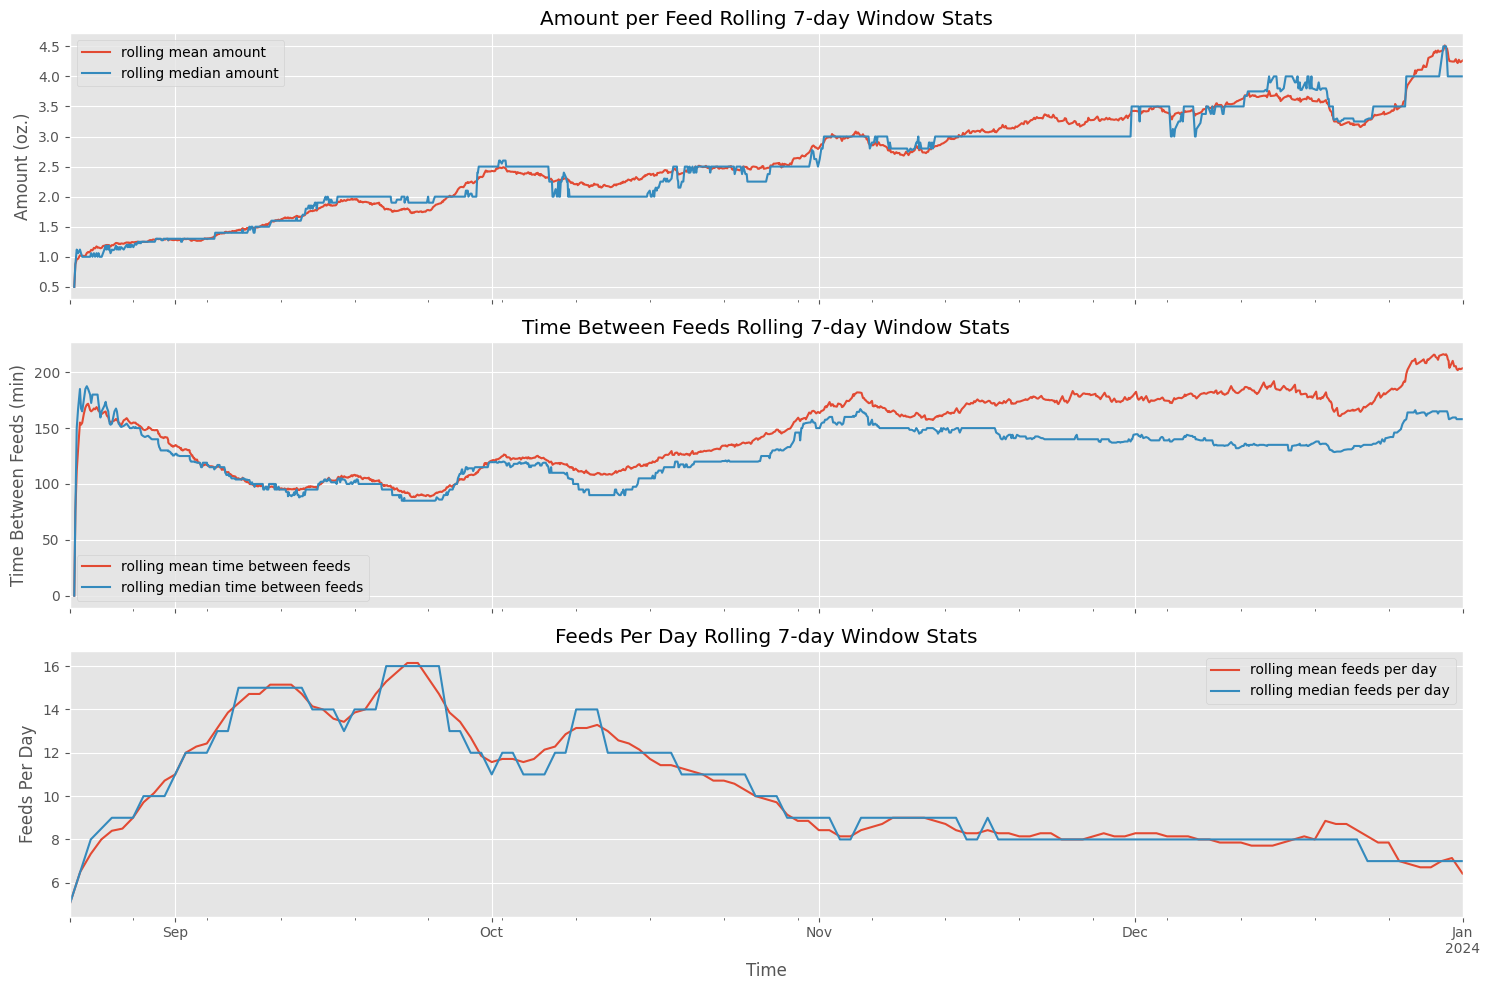 Amount per Feed Rolling 7-day Window Stats
rolling mean amount
rolling median amount
Amount (oz.)
4.5
4.0
3.5
3.0
2.5
2.0
1.5
1.0
0.5
Time Between Feeds Rolling 7-day Window Stats
Time Between Feeds (min)
200
150
100
50
0
rolling mean time between feeds
rolling median time between feeds
Feeds Per Day Rolling 7-day Window Stats
rolling mean feeds per day
rolling median feeds per day
Feeds Per Day
16
14
12
10
8
6
Sep Oct Nov Dec Jan
2024
Time